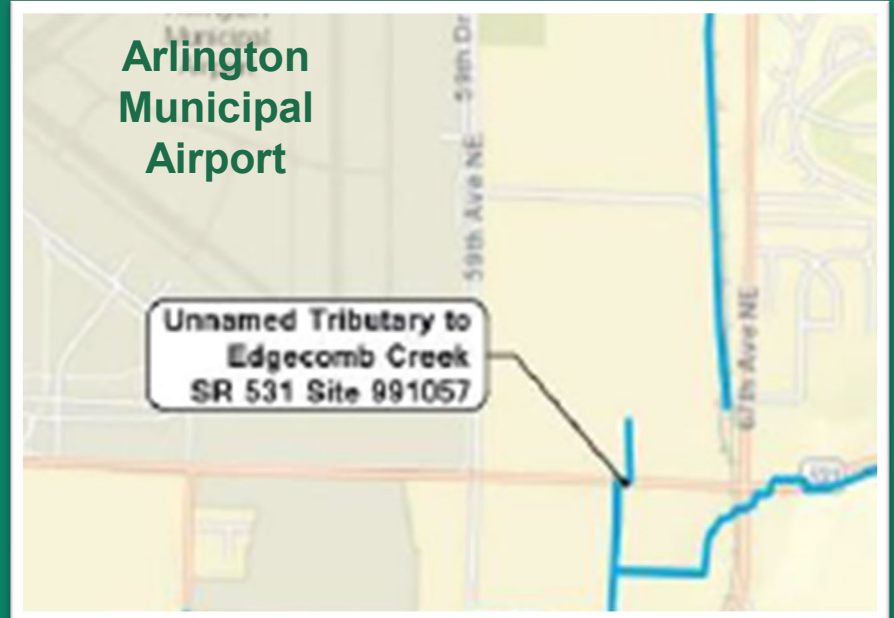 Arlington
Municipal
Airport
59th Dr
59th Ave NE
Unnamed Tributary to
Edgecomb Creek
SR 531 Site 991057
67th Ave NE
531